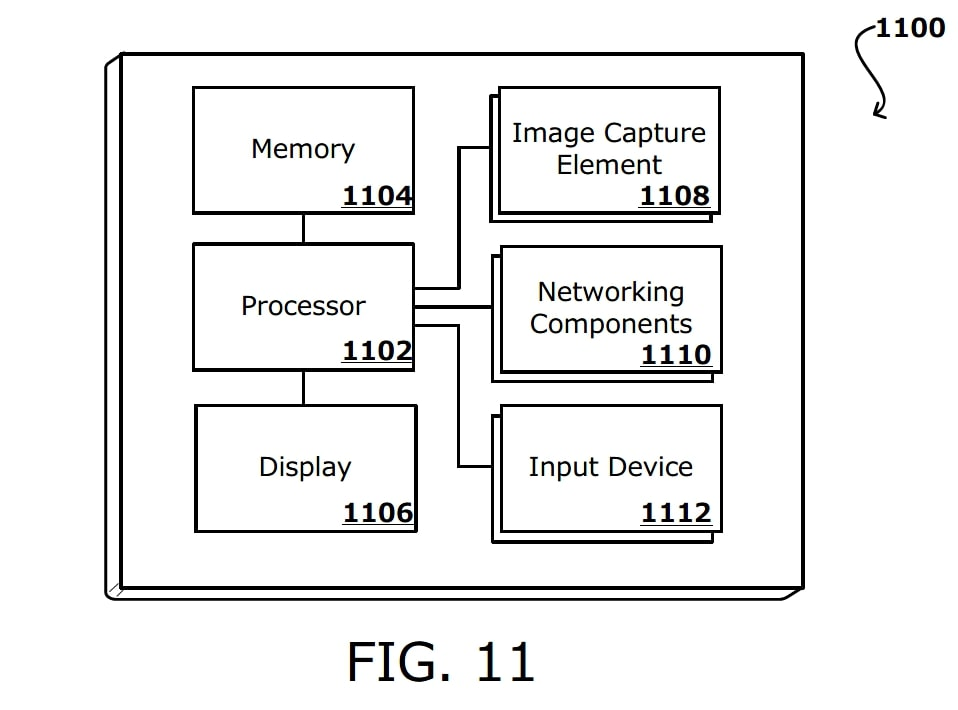 1100
Memory
1104
Image Capture
Element
1108
Processor
1102
Networking
Components
1110
Display
1106
Input Device
1112
FIG. 11